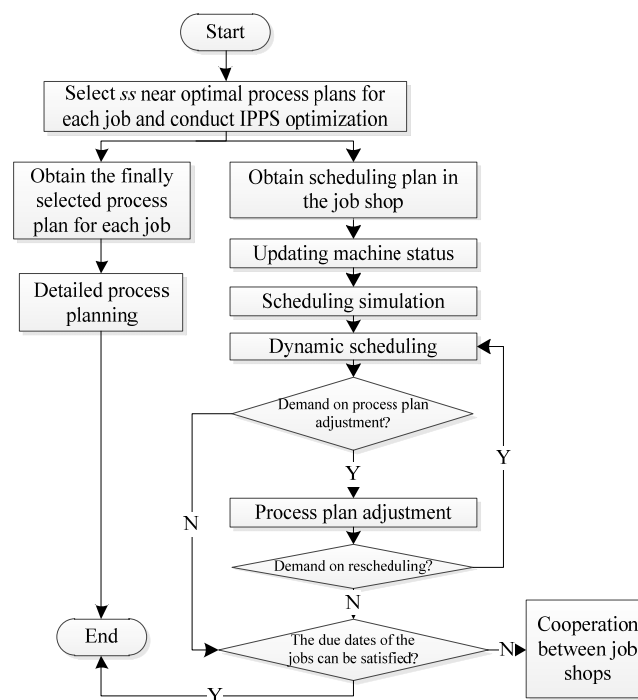 Start
Select ss near optimal process plans for
each job and conduct IPPS optimization
Obtain the finally
selected process
plan for each job
Obtain scheduling plan in
the job shop
Updating machine status
Detailed process
planning
Scheduling simulation
Dynamic scheduling
Demand on process plan
adjustment?
Y
Y
Process plan adjustment
N
Demand on rescheduling?
N
End
The due dates of the
jobs can be satisfied?
N
Cooperation
between job
shops
Y